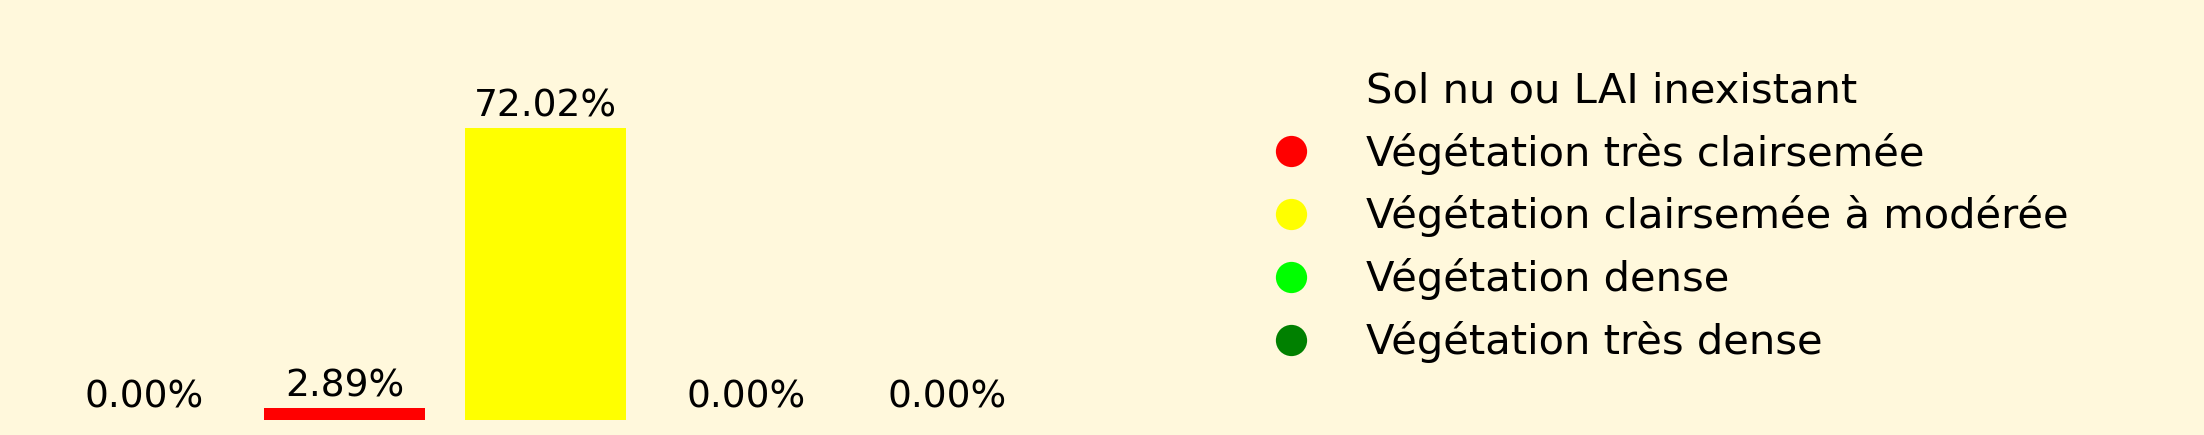 72.02%
2.89%
0.00%
0.00%
0.00%
Sol nu ou LAI inexistant
Végétation très clairsemée
Végétation clairsemée à modérée
Végétation dense
Végétation très dense